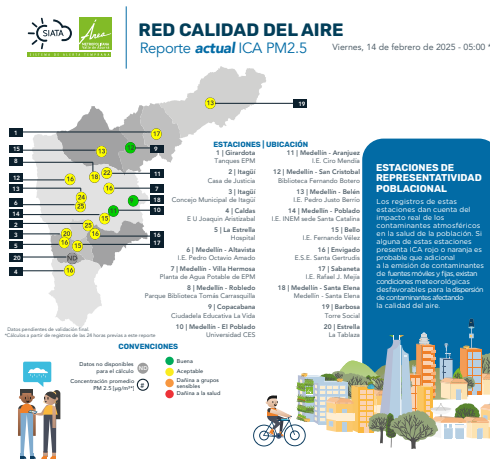 SIATA
Área
METROPOLITANA
RED CALIDAD DEL AIRE
Reporte actual ICA PM2.5
Viernes, 14 de febrero de 2025 - 05:00 *
13
19
1
17
15
13
12
9
8
22
11
12
16
18
13
16
7
24
6
25
9
18
14
11
10
2
25
15
3
20
16
16
5
16
15
17
20
ND
4
16
ESTACIONES | UBICACIÓN
1 | Girardota
Tanques EPM
2 | Itagüí
Casa de Justicia
3 | Itagüí
Concejo Municipal de Itagüí
4 | Caldas
E U Joaquín Aristizabal
5 | La Estrella
Hospital
6 | Medellín - Altavista
I.E. Pedro Octavio Amado
7 | Medellín - Villa Hermosa
Planta de Agua Potable de EPM
8 | Medellín - Robledo
Parque Biblioteca Tomás Carrasquilla
9 | Copacabana
Ciudadela Educativa La Vida
10 | Medellín - El Poblado
Universidad CES
11 | Medellín - Aranjuez
I.E. Ciro Mendía
12 | Medellín - San Cristobal
Biblioteca Fernando Botero
13 | Medellín - Belén
I.E. Pedro Justo Berrío
14 | Medellín - Poblado
I.E. INEM sede Santa Catalina
15 | Bello
I.E. Fernando Vélez
16 | Envigado
E.S.E. Santa Gertrudis
17 | Sabaneta
I.E. Rafael J. Mejía
18 | Medellín - Santa Elena
Medellín - Santa Elena
19 | Barbosa
Torre Social
20 | Estrella
La Tablaza
ESTACIONES DE
REPRESENTATIVIDAD
POBLACIONAL
Los registros de estas
estaciones dan cuenta del
impacto real de los
contaminantes atmosféricos
en la salud de la población. Si
alguna de estas estaciones
presenta ICA rojo o naranja es
probable que adicional
a la emisión de contaminantes
de fuentes móviles y fijas, existan
condiciones meteorológicas
desfavorables para la dispersión
de contaminantes afectando
la calidad del aire.
Datos pendientes de validación final.
*Cálculos a partir de registros de las 24 horas previas a este reporte
CONVENCIONES
Datos no disponibles
para el cálculo
ND
Concentración promedio
PM 2.5 (µg/m³*)
#
Buena
Aceptable
Dañina a grupos
sensibles
Dañina a la salud